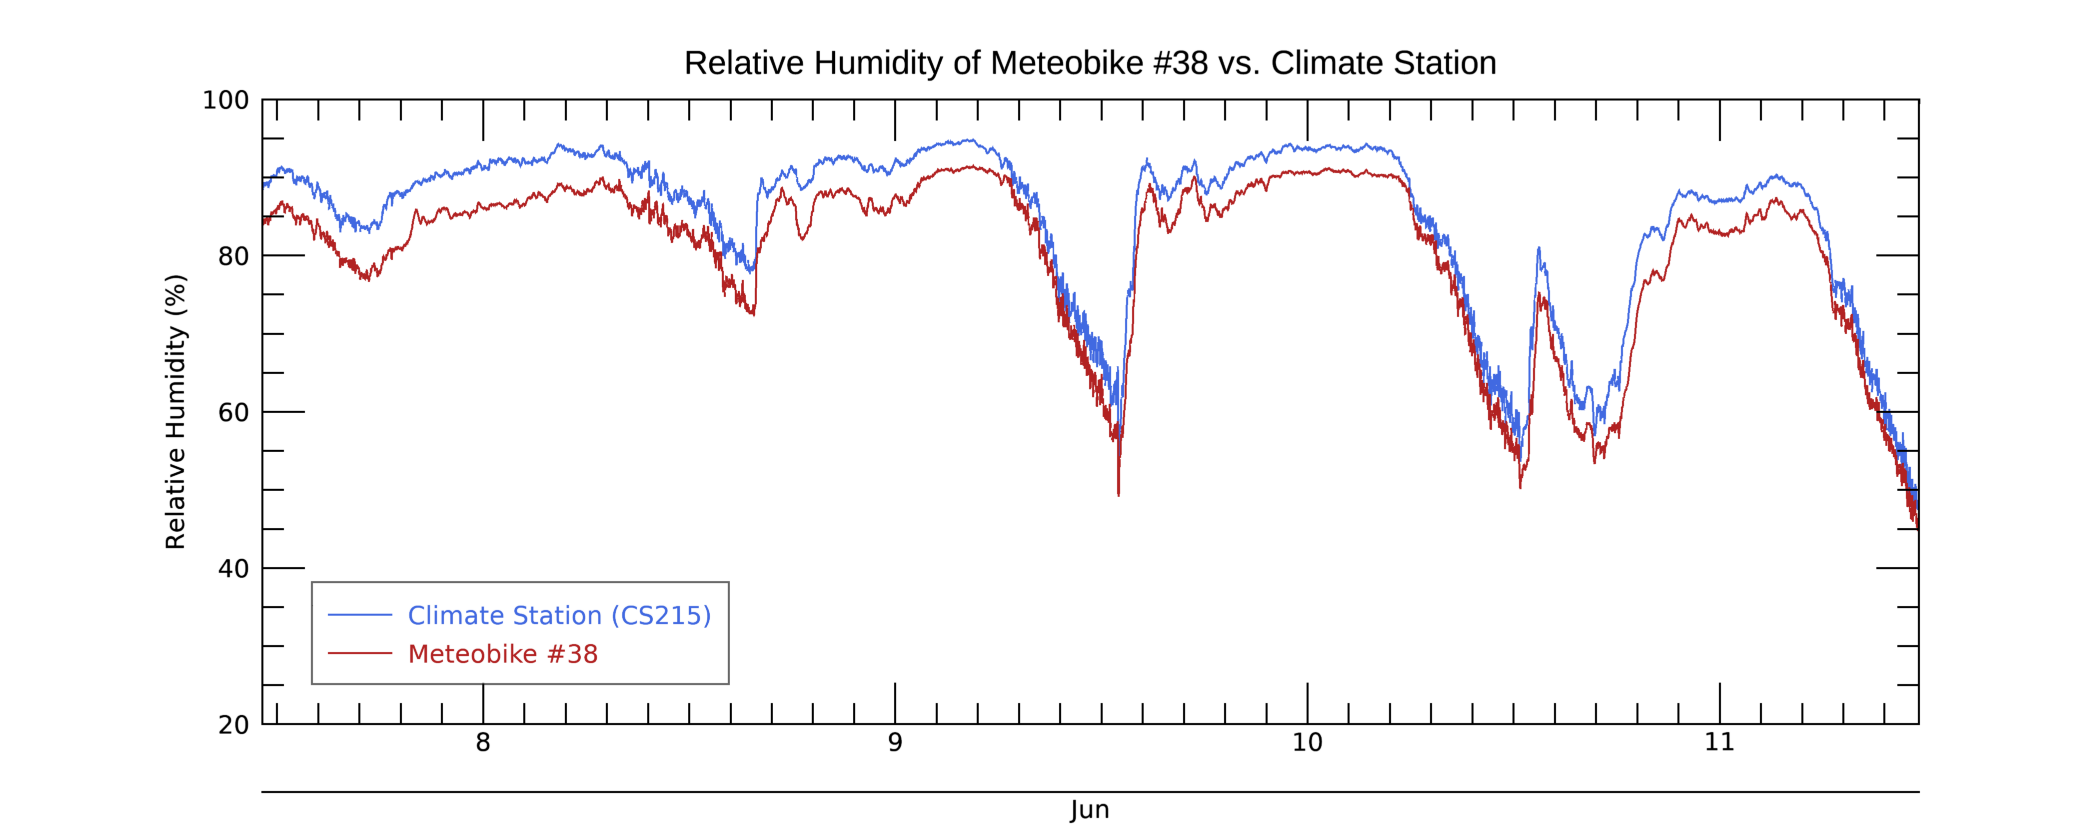 Relative Humidity of Meteobike #38 vs. Climate Station
100
80
60
40
20
Relative Humidity (%)
Climate Station (CS215)
Meteobike #38
8 9 10 11
Jun